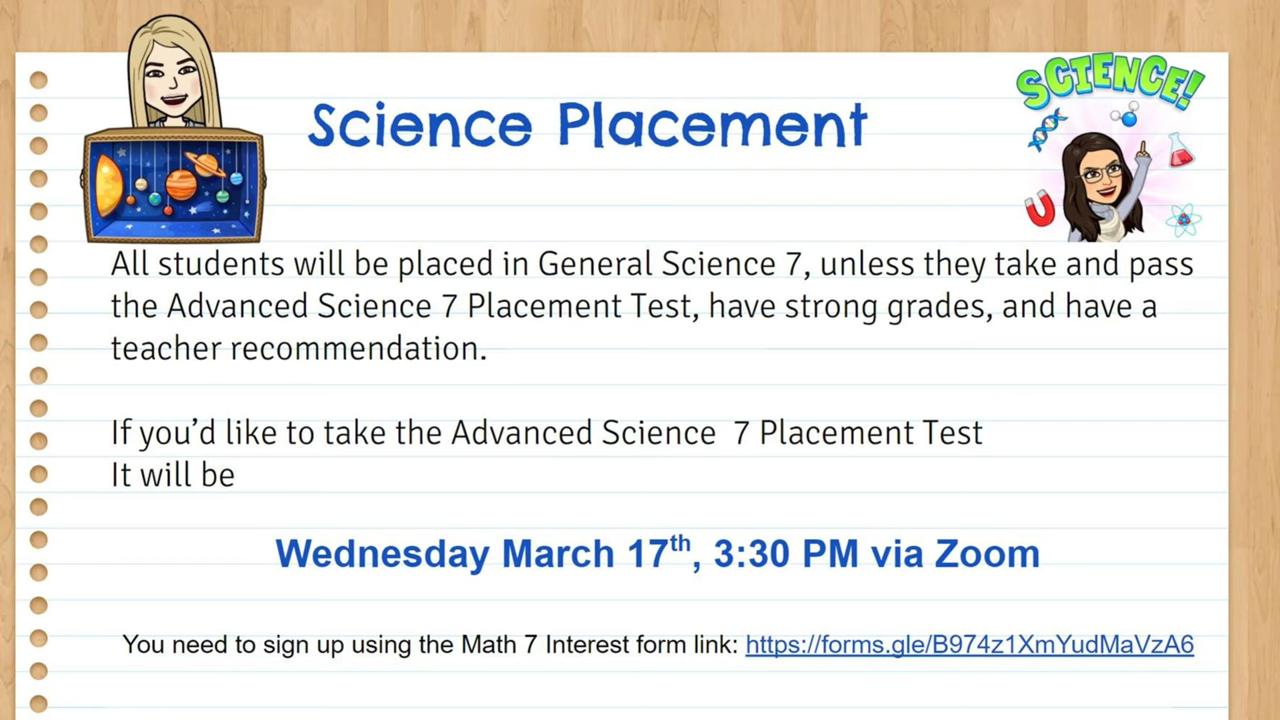 SCIENCE!
Science Placement
All students will be placed in General Science 7, unless they take and pass
the Advanced Science 7 Placement Test, have strong grades, and have a
teacher recommendation.
If you’d like to take the Advanced Science  7 Placement Test
It will be
Wednesday March 17th, 3:30 PM via Zoom
You need to sign up using the Math 7 Interest form link: https://forms.gle/B974z1XmYudMaVzA6